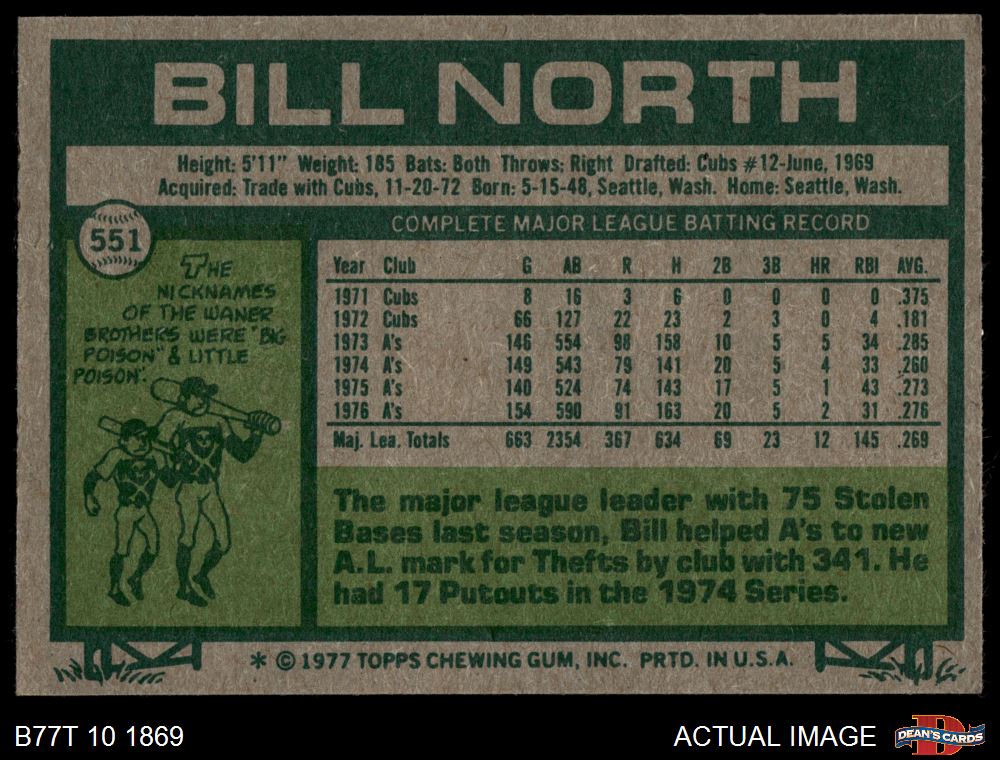 BILL NORTH
Height: 5'11" Weight: 185 Bats: Both Throws: Right Drafted: Cubs #12-June, 1969
Acquired: Trade with Cubs, 11-20-72 Born: 5-15-48, Seattle, Wash. Home: Seattle, Wash.
551
THE
NICKNAMES
OF THE WANER
BROTHERS WERE "BIG
POISON" & LITTLE
POISON".
COMPLETE MAJOR LEAGUE BATTING RECORD
Year Club G AB R H 2B 3B HR RBI AVG.
1971 Cubs 8 16 3 6 0 0 0 0 .375
1972 Cubs 66 127 22 23 2 3 0 4 .181
1973 A's 146 554 98 158 10 5 5 34 .285
1974 A's 149 543 79 141 20 5 4 33 .260
1975 A's 140 524 74 143 17 5 1 43 .273
1976 A's 154 590 91 163 20 5 2 31 .276
Maj. Lea. Totals 663 2354 367 634 69 23 12 145 .269
The major league leader with 75 Stolen
Bases last season, Bill helped A's to new
A.L. mark for Thefts by club with 341. He
had 17 Putouts in the 1974 Series.
* © 1977 TOPPS CHEWING GUM, INC. PRTD. IN U.S.A.
B77T 10 1869
ACTUAL IMAGE
DEAN'S CARDS